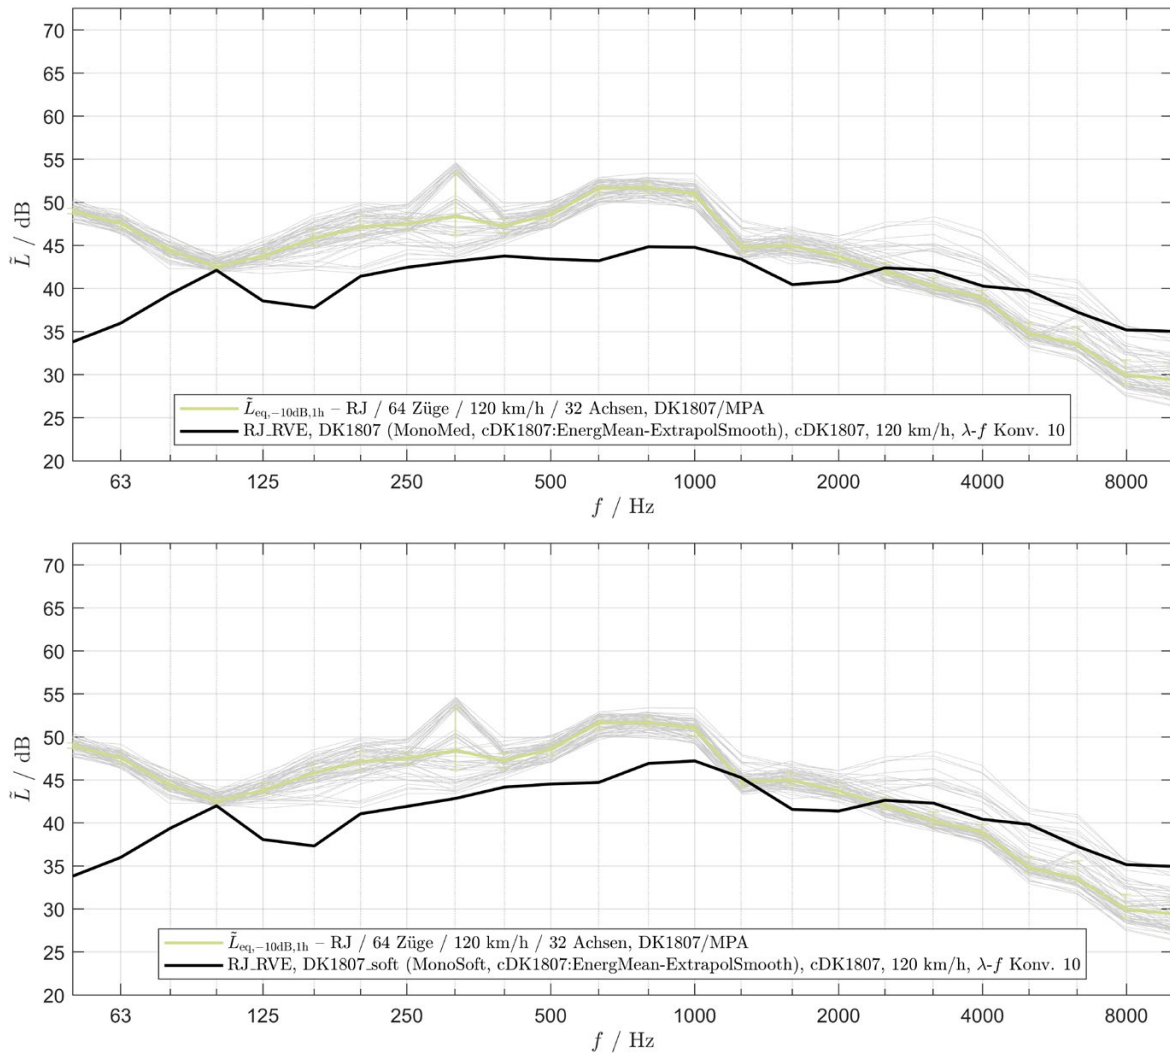 70
65
60
55
50
45
40
35
30
25
20
L̃ / dB
L̃eq,−10dB,1h – RJ / 64 Züge / 120 km/h / 32 Achsen, DK1807/MPA
RJ_RVE, DK1807 (MonoMed, cDK1807:EnergMean-ExtrapolSmooth), cDK1807, 120 km/h, λ-f Konv. 10
63 125 250 500 1000 2000 4000 8000
f / Hz
70
65
60
55
50
45
40
35
30
25
20
L̃ / dB
L̃eq,−10dB,1h – RJ / 64 Züge / 120 km/h / 32 Achsen, DK1807/MPA
RJ_RVE, DK1807_soft (MonoSoft, cDK1807:EnergMean-ExtrapolSmooth), cDK1807, 120 km/h, λ-f Konv. 10
63 125 250 500 1000 2000 4000 8000
f / Hz